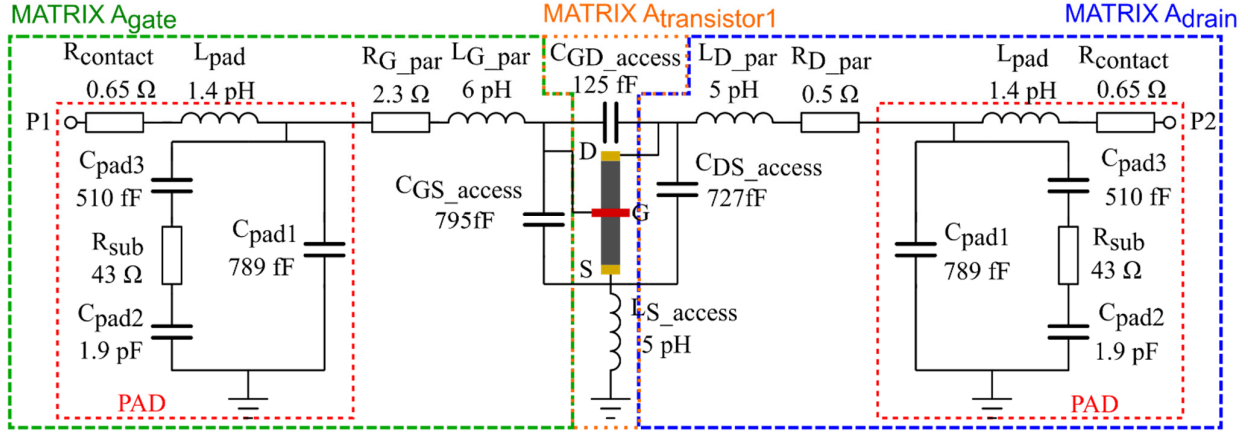 MATRIX Agate
MATRIX Atransistor1
MATRIX Adrain
Rcontact
0.65 Ω
Lpad
1.4 pH
RG_par
2.3 Ω
LG_par
6 pH
CGD_access
125 fF
LD_par
5 pH
RD_par
0.5 Ω
Lpad
1.4 pH
Rcontact
0.65 Ω
P1
P2
Cpad3
510 fF
Rsub
43 Ω
Cpad2
1.9 pF
Cpad1
789 fF
PAD
CGS_access
795fF
D
G
S
CDS_access
727fF
LS_access
5 pH
Cpad1
789 fF
Cpad3
510 fF
Rsub
43 Ω
Cpad2
1.9 pF
PAD